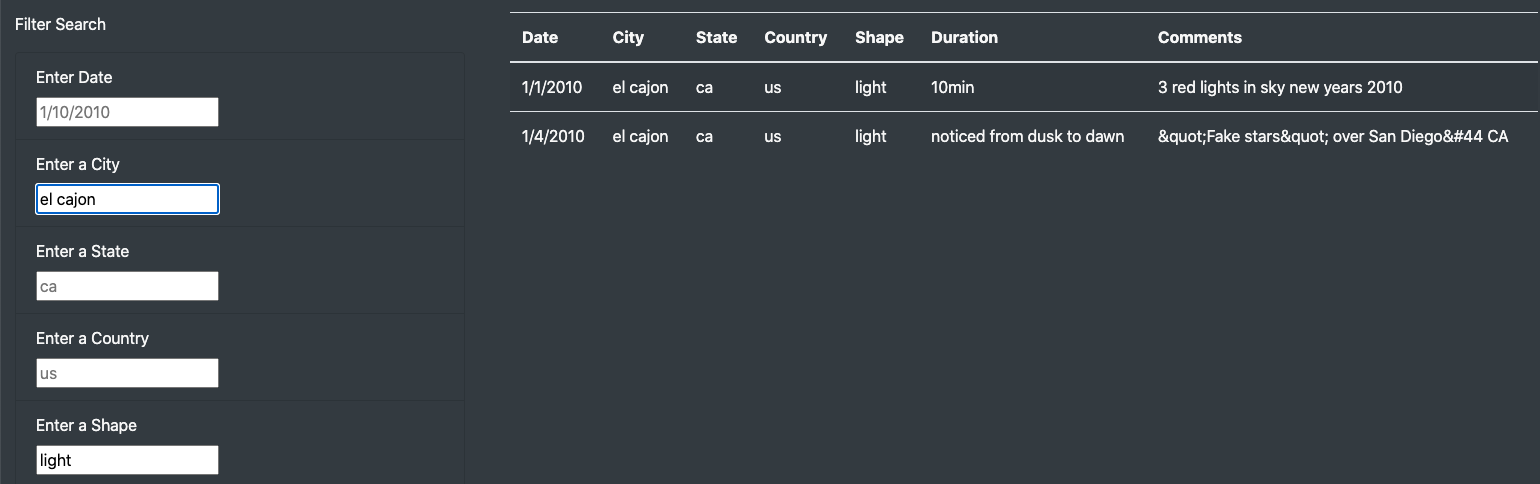 Filter Search
Enter Date
1/10/2010
Enter a City
el cajon
Enter a State
ca
Enter a Country
us
Enter a Shape
light
Date City State Country Shape Duration Comments
1/1/2010 el cajon ca us light 10min 3 red lights in sky new years 2010
1/4/2010 el cajon ca us light noticed from dusk to dawn &quot;Fake stars&quot; over San Diego&#44 CA